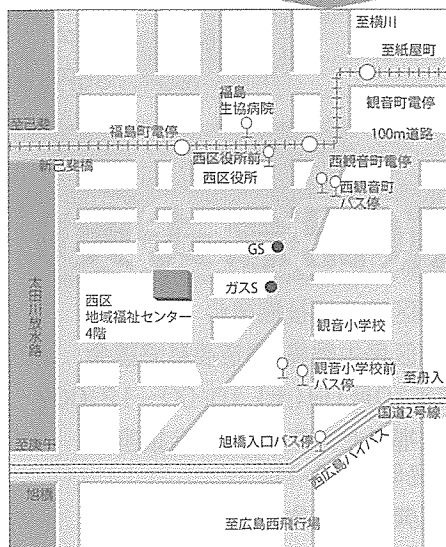 至横川
至紙屋町
福島
生協病院
観音町電停
至己斐
福島町電停
100m道路
新己斐橋
西区役所前
西観音町電停
西区役所
西観音町
バス停
GS
太田川放水路
ガスS
西区
地域福祉センター
4階
観音小学校
観音小学校前
バス停
至舟入
国道2号線
至庚午
旭橋入口バス停
西広島バイパス
旭橋
至広島西飛行場